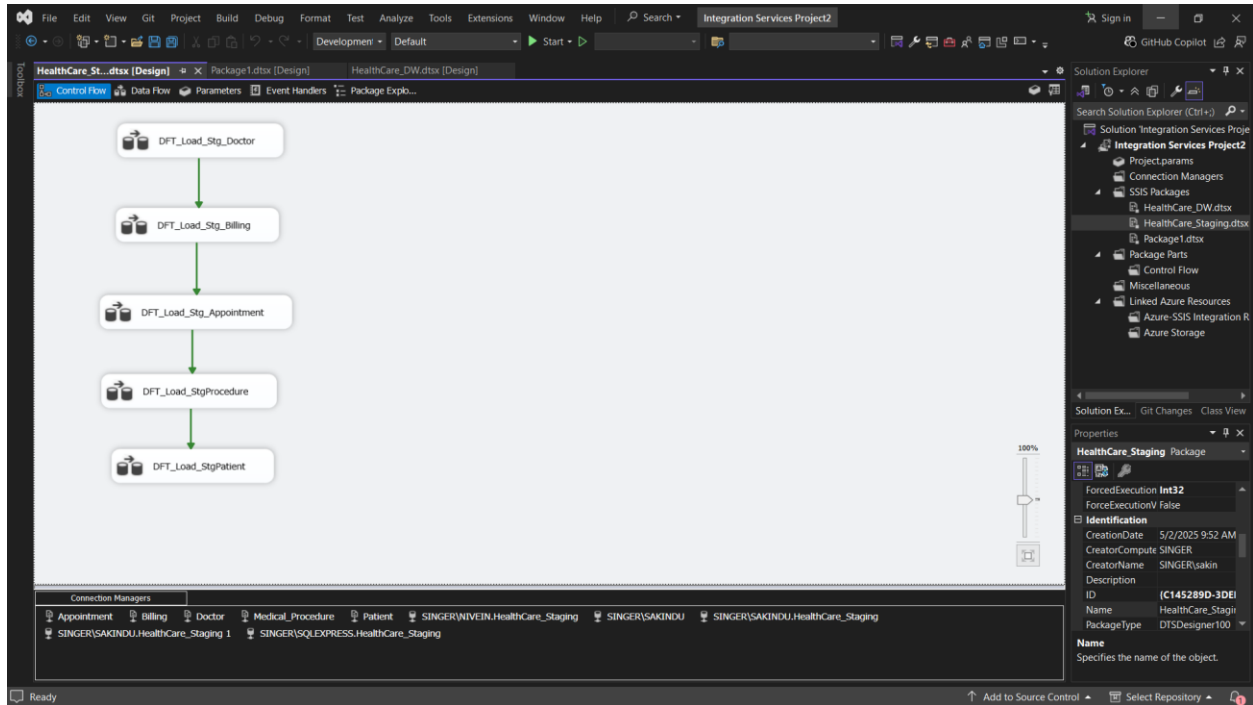 File Edit View Git Project Build Debug Format Test Analyze Tools Extensions Window Help Search Integration Services Project2 Sign in
Development Default Start GitHub Copilot
Toolbox
HealthCare_St...dtsx [Design] Package1.dtsx [Design] HealthCare_DW.dtsx [Design]
Control Flow Data Flow Parameters Event Handlers Package Explo...
DFT_Load_Stg_Doctor
DFT_Load_Stg_Billing
DFT_Load_Stg_Appointment
DFT_Load_StgProcedure
DFT_Load_StgPatient
100%
Connection Managers
Appointment Billing Doctor Medical_Procedure Patient SINGER\NIVEIN.HealthCare_Staging SINGER\SAKINDU SINGER\SAKINDU.HealthCare_Staging
SINGER\SAKINDU.HealthCare_Staging 1 SINGER\SQLEXPRESS.HealthCare_Staging
Solution Explorer
Search Solution Explorer (Ctrl+;)
Solution 'Integration Services Proje
Integration Services Project2
Project.params
Connection Managers
SSIS Packages
HealthCare_DW.dtsx
HealthCare_Staging.dtsx
Package1.dtsx
Package Parts
Control Flow
Miscellaneous
Linked Azure Resources
Azure-SSIS Integration R
Azure Storage
Solution Ex... Git Changes Class View
Properties
HealthCare_Staging Package
ForcedExecution Int32
ForceExecutionV False
Identification
CreationDate 5/2/2025 9:52 AM
CreatorCompute SINGER
CreatorName SINGER\sakin
Description
ID {C145289D-3DEI
Name HealthCare_Stagir
PackageType DTSDesigner100
Name
Specifies the name of the object.
Ready Add to Source Control Select Repository 1